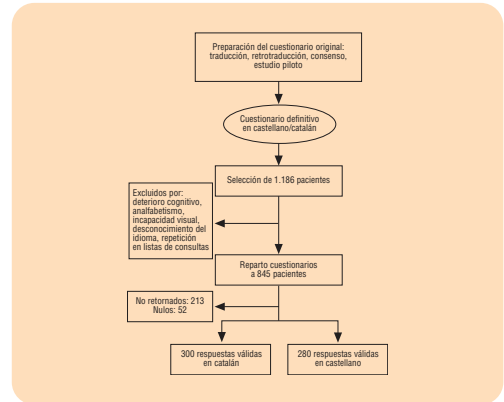 Preparación del cuestionario original:
traducción, retrotraducción, consenso,
estudio piloto
Cuestionario definitivo
en castellano/catalán
Selección de 1.186 pacientes
Excluidos por:
deterioro cognitivo,
analfabetismo,
incapacidad visual,
desconocimiento del
idioma, repetición
en listas de consultas
Reparto cuestionarios
a 845 pacientes
No retornados: 213
Nulos: 52
300 respuestas válidas
en catalán
280 respuestas válidas
en castellano